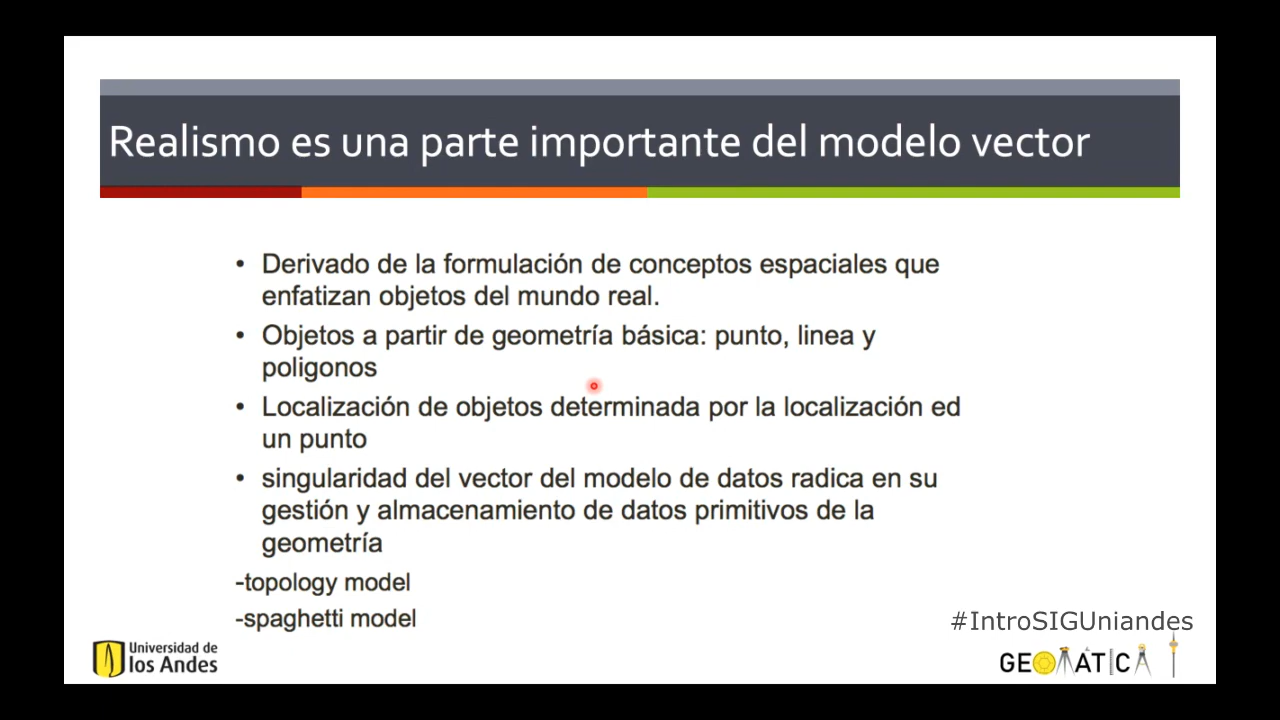 Realismo es una parte importante del modelo vector
• Derivado de la formulación de conceptos espaciales que
enfatizan objetos del mundo real.
• Objetos a partir de geometría básica: punto, linea y
poligonos
• Localización de objetos determinada por la localización ed
un punto
• singularidad del vector del modelo de datos radica en su
gestión y almacenamiento de datos primitivos de la
geometría
-topology model
-spaghetti model
#IntroSIGUniandes
Universidad de
los Andes
GEOMÁTICA